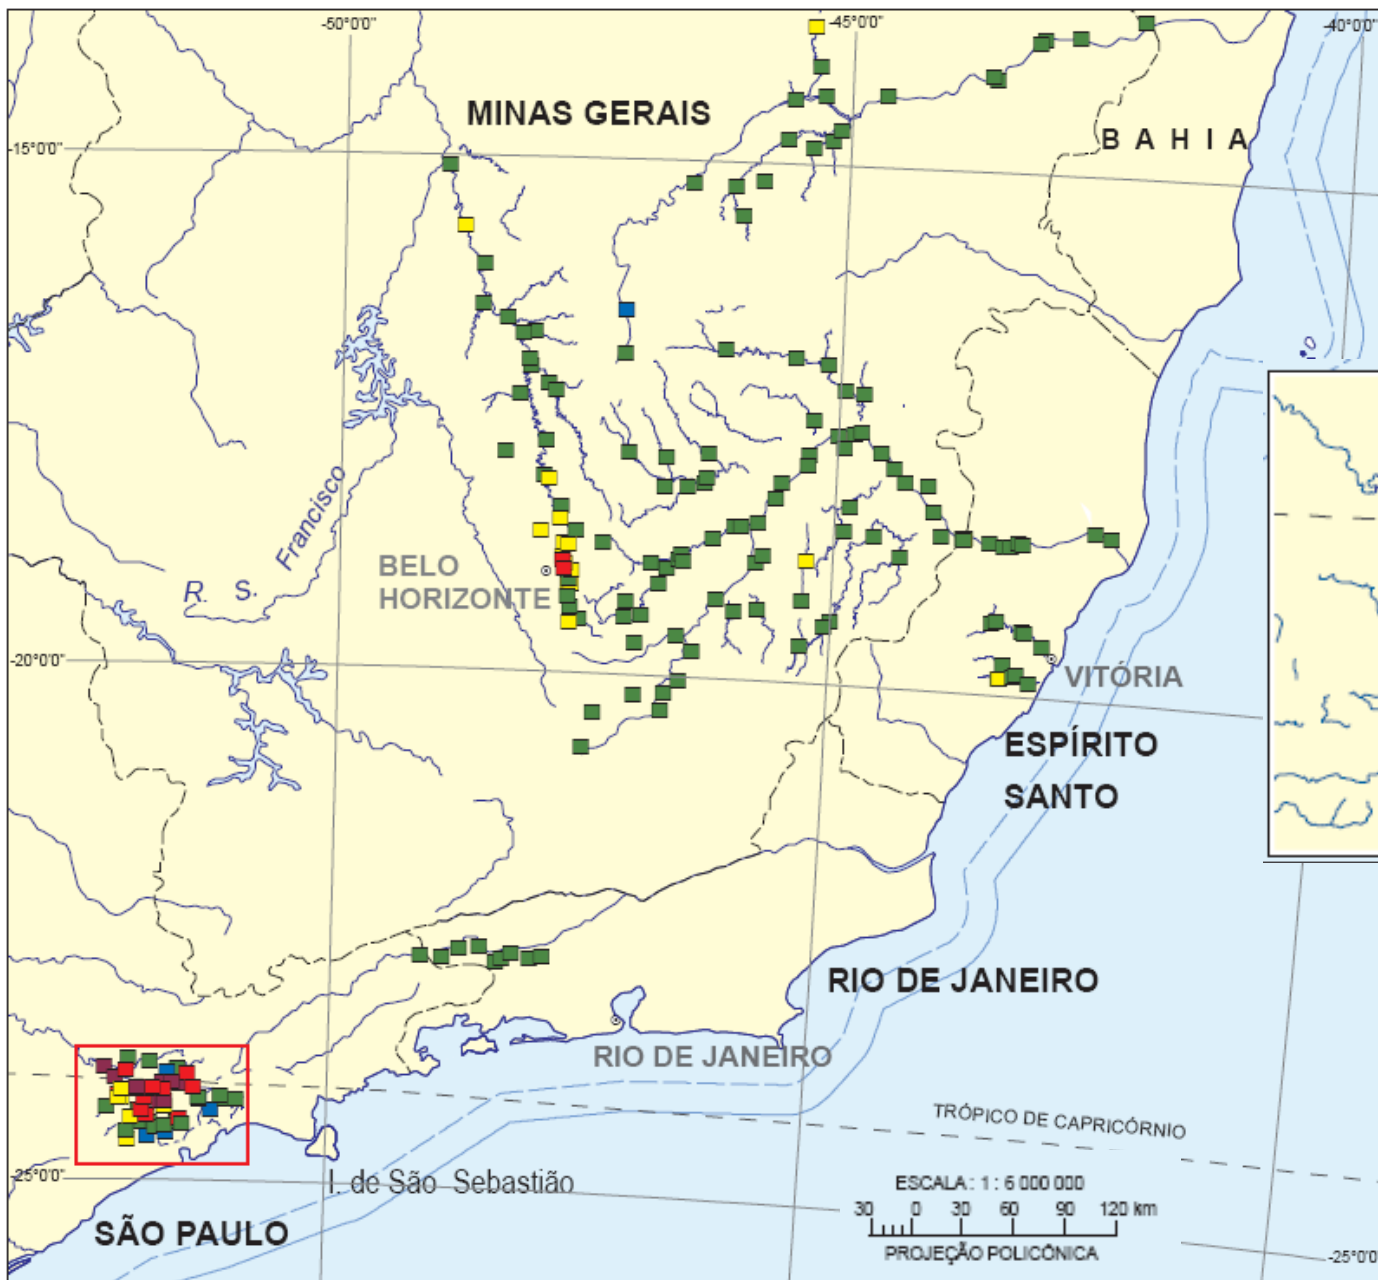 -50°0'0"
-45°0'0"
-40°0'0"
MINAS GERAIS
BAHIA
-15°0'0"
R. S. Francisco
BELO
HORIZONTE
-20°0'0"
VITÓRIA
ESPÍRITO
SANTO
RIO DE JANEIRO
RIO DE JANEIRO
TRÓPICO DE CAPRICÓRNIO
-25°0'0"
I. de São Sebastião
ESCALA : 1 : 6 000 000
30 0 30 60 90 120 km
SÃO PAULO
PROJEÇÃO POLICÔNICA
-25°0'